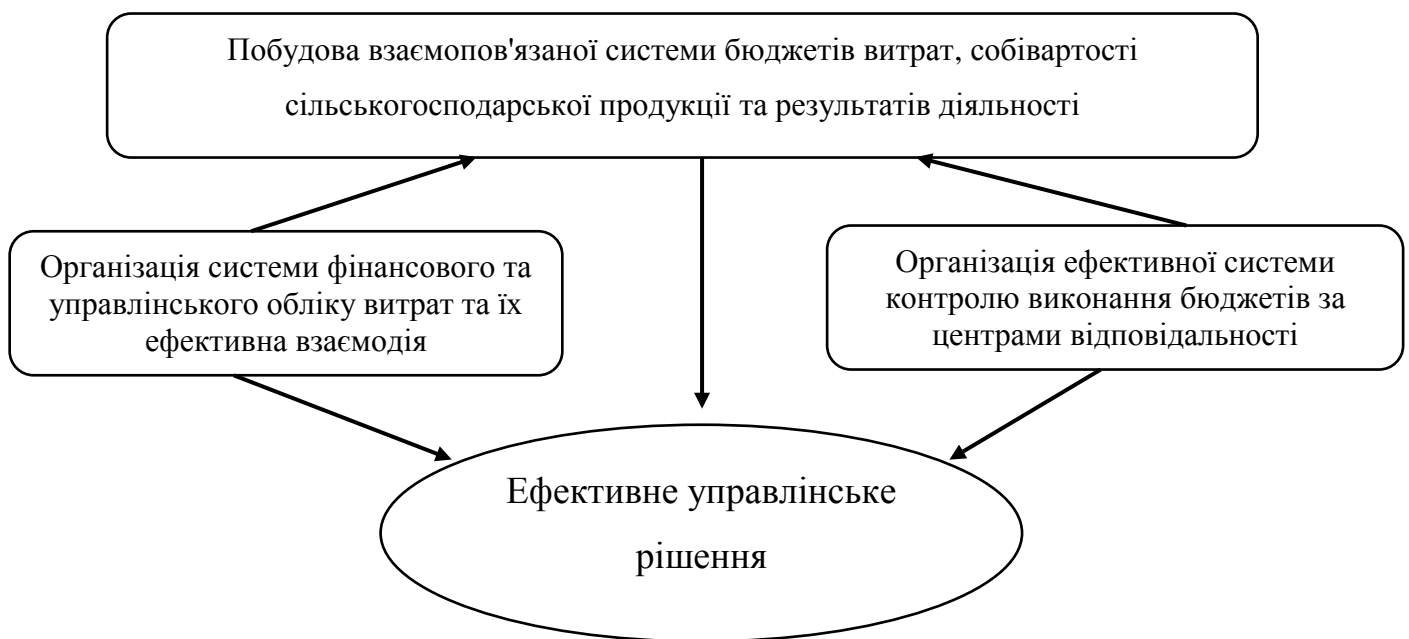 Побудова взаємопов'язаної системи бюджетів витрат, собівартості
сільськогосподарської продукції та результатів діяльності
Організація системи фінансового та
управлінського обліку витрат та їх
ефективна взаємодія
Організація ефективної системи
контролю виконання бюджетів за
центрами відповідальності
Ефективне управлінське
рішення